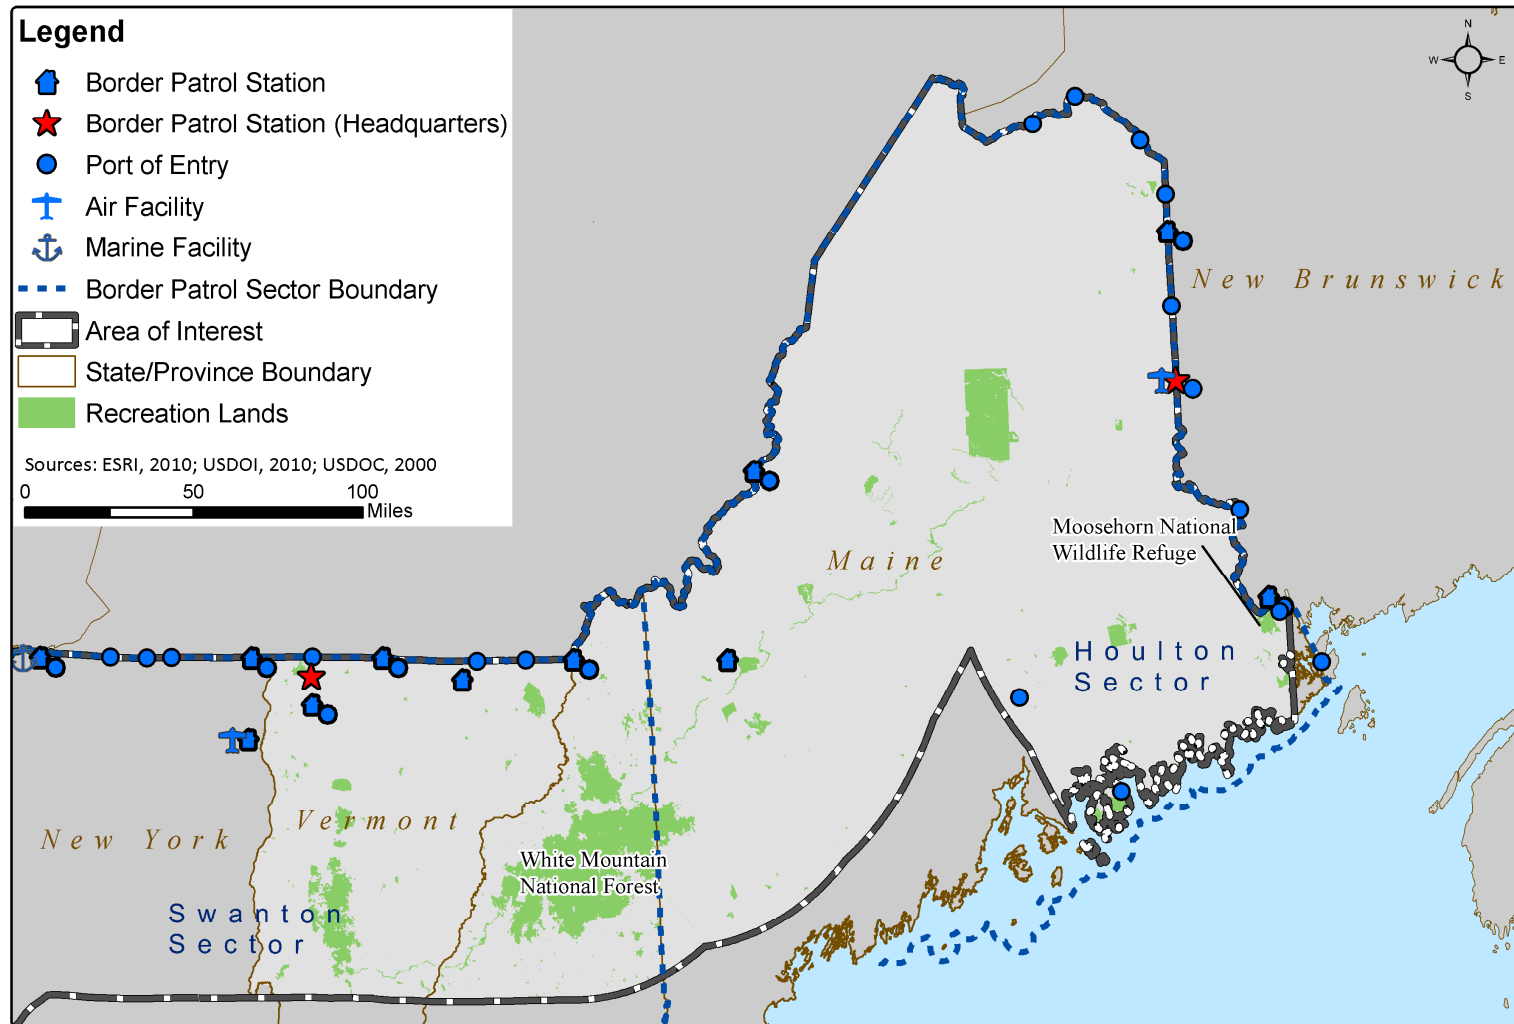 Legend
Border Patrol Station
Border Patrol Station (Headquarters)
Port of Entry
Air Facility
Marine Facility
Border Patrol Sector Boundary
Area of Interest
State/Province Boundary
Recreation Lands
Sources: ESRI, 2010; USDOI, 2010; USDOC, 2000
0 50 100
Miles
N
W E
S
New Brunswick
Moosehorn National
Wildlife Refuge
Maine
Houlton
Sector
New York
Vermont
White Mountain
National Forest
Swanton
Sector